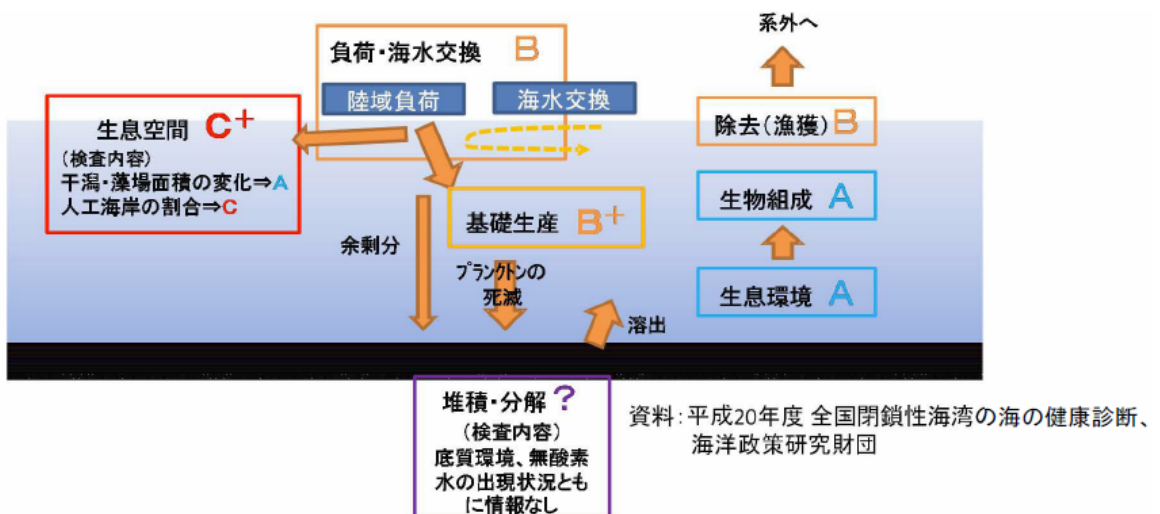 系外へ
負荷・海水交換 B
陸域負荷
海水交換
生息空間 C+
(検査内容)
干潟・藻場面積の変化⇒A
人工海岸の割合⇒C
除去(漁獲)B
生物組成 A
基礎生産 B+
余剰分
プランクトンの
死滅
生息環境 A
溶出
堆積・分解 ?
(検査内容)
底質環境、無酸素
水の出現状況とも
に情報なし
資料:平成20年度 全国閉鎖性海湾の海の健康診断、
海洋政策研究財団